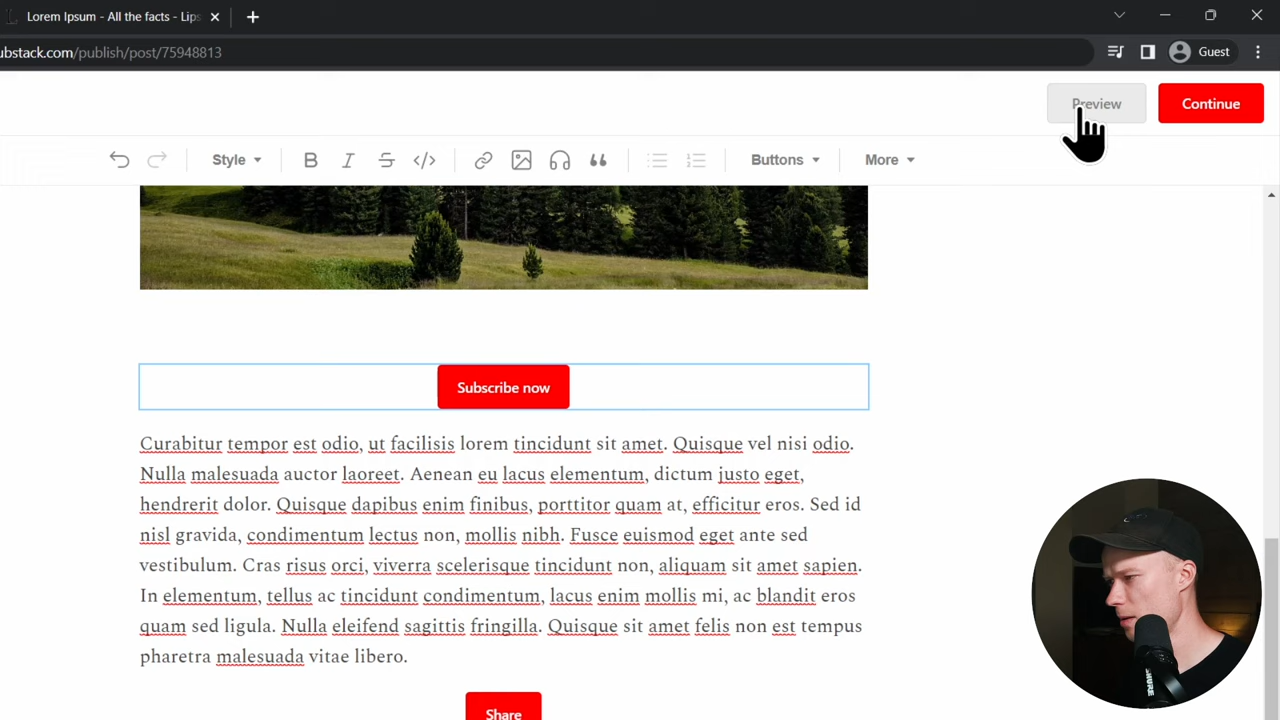 Lorem Ipsum - All the facts - Lips
ubstack.com/publish/post/75948813
Guest
Preview
Continue
Style
B
I
S
Buttons
More
Subscribe now
Curabitur tempor est odio, ut facilisis lorem tincidunt sit amet. Quisque vel nisi odio.
Nulla malesuada auctor laoreet. Aenean eu lacus elementum, dictum justo eget,
hendrerit dolor. Quisque dapibus enim finibus, porttitor quam at, efficitur eros. Sed id
nisl gravida, condimentum lectus non, mollis nibh. Fusce euismod eget ante sed
vestibulum. Cras risus orci, viverra scelerisque tincidunt non, aliquam sit amet sapien.
In elementum, tellus ac tincidunt condimentum, lacus enim mollis mi, ac blandit eros
quam sed ligula. Nulla eleifend sagittis fringilla. Quisque sit amet felis non est tempus
pharetra malesuada vitae libero.
Share
SHURE